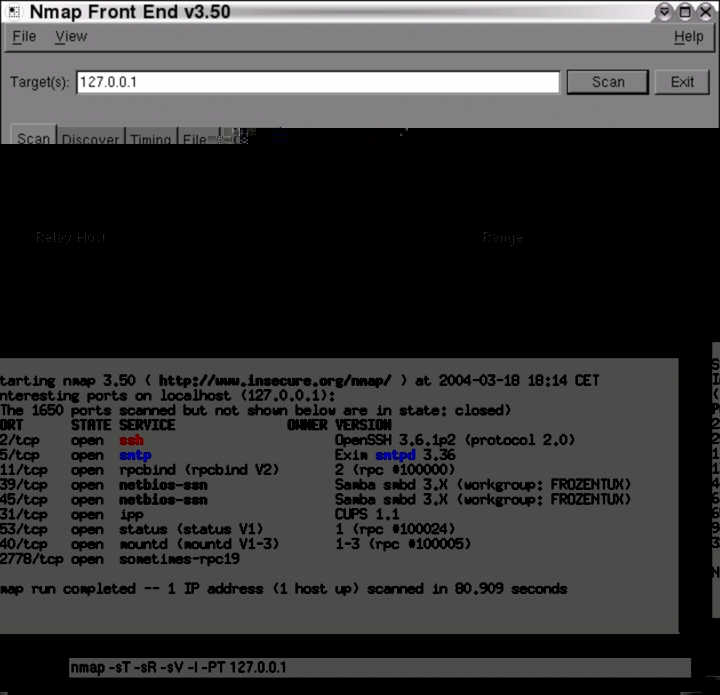 Nmap Front End v3.50
File View Help
Target(s): 127.0.0.1 Scan Exit
Scan Discover Timing File
Relay Host Range
tarting nmap 3.50 ( http://www.insecure.org/nmap/ ) at 2004-03-18 18:14 CET
nteresting ports on localhost (127.0.0.1):
The 1650 ports scanned but not shown below are in state: closed)
ORT STATE SERVICE OWNER VERSION
2/tcp open ssh OpenSSH 3.6.1p2 (protocol 2.0)
5/tcp open smtp Exim smtpd 3.36
11/tcp open rpcbind (rpcbind V2) 2 (rpc #100000)
39/tcp open netbios-ssn Samba smbd 3.X (workgroup: FROZENTUX)
45/tcp open netbios-ssn Samba smbd 3.X (workgroup: FROZENTUX)
31/tcp open ipp CUPS 1.1
53/tcp open status (status V1) 1 (rpc #100024)
40/tcp open mountd (mountd V1-3) 1-3 (rpc #100005)
2778/tcp open sometimes-rpc19
map run completed -- 1 IP address (1 host up) scanned in 80.909 seconds
nmap -sT -sR -sV -I -PT 127.0.0.1